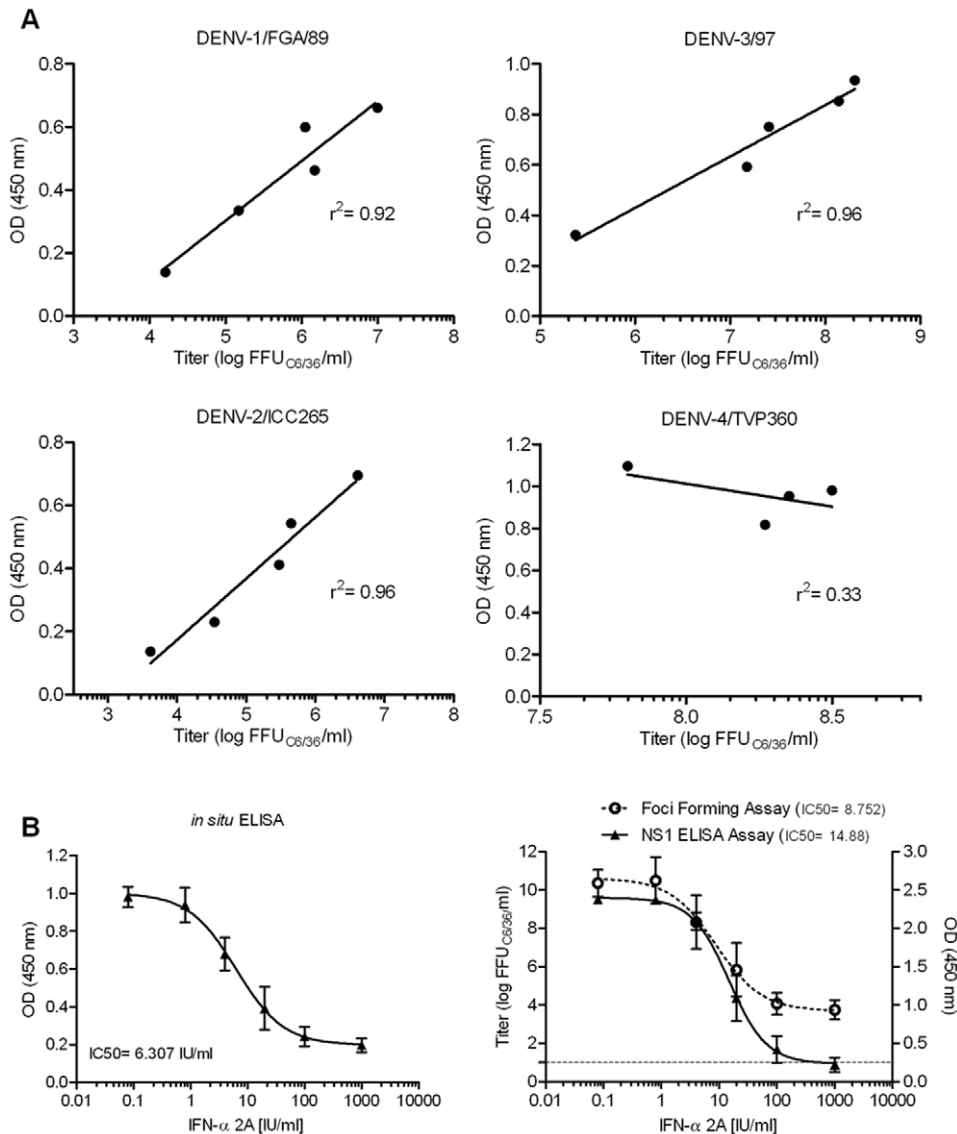 A
DENV-1/FGA/89
0.8
0.6
0.4
0.2
0.0
OD (450 nm)
r²= 0.92
3 4 5 6 7 8
Titer (log FFU_C6/36/ml)
DENV-3/97
1.0
0.8
0.6
0.4
0.2
0.0
OD (450 nm)
r²= 0.96
5 6 7 8 9
Titer (log FFU_C6/36/ml)
DENV-2/ICC265
0.8
0.6
0.4
0.2
0.0
OD (450 nm)
r²= 0.96
3 4 5 6 7 8
Titer (log FFU_C6/36/ml)
DENV-4/TVP360
1.2
1.0
0.8
0.6
0.4
0.2
0.0
OD (450 nm)
r²= 0.33
7.5 8.0 8.5
Titer (log FFU_C6/36/ml)
B
in situ ELISA
1.2
1.0
0.8
0.6
0.4
0.2
0.0
OD (450 nm)
IC50= 6.307 IU/ml
0.01 0.1 1 10 100 1000 10000
IFN-α 2A [IU/ml]
Foci Forming Assay (IC50= 8.752)
NS1 ELISA Assay (IC50= 14.88)
12
10
8
6
4
2
0
Titer (log FFU_C6/36/ml)
3.0
2.5
2.0
1.5
1.0
0.5
0.0
OD (450 nm)
0.01 0.1 1 10 100 1000 10000
IFN-α 2A [IU/ml]